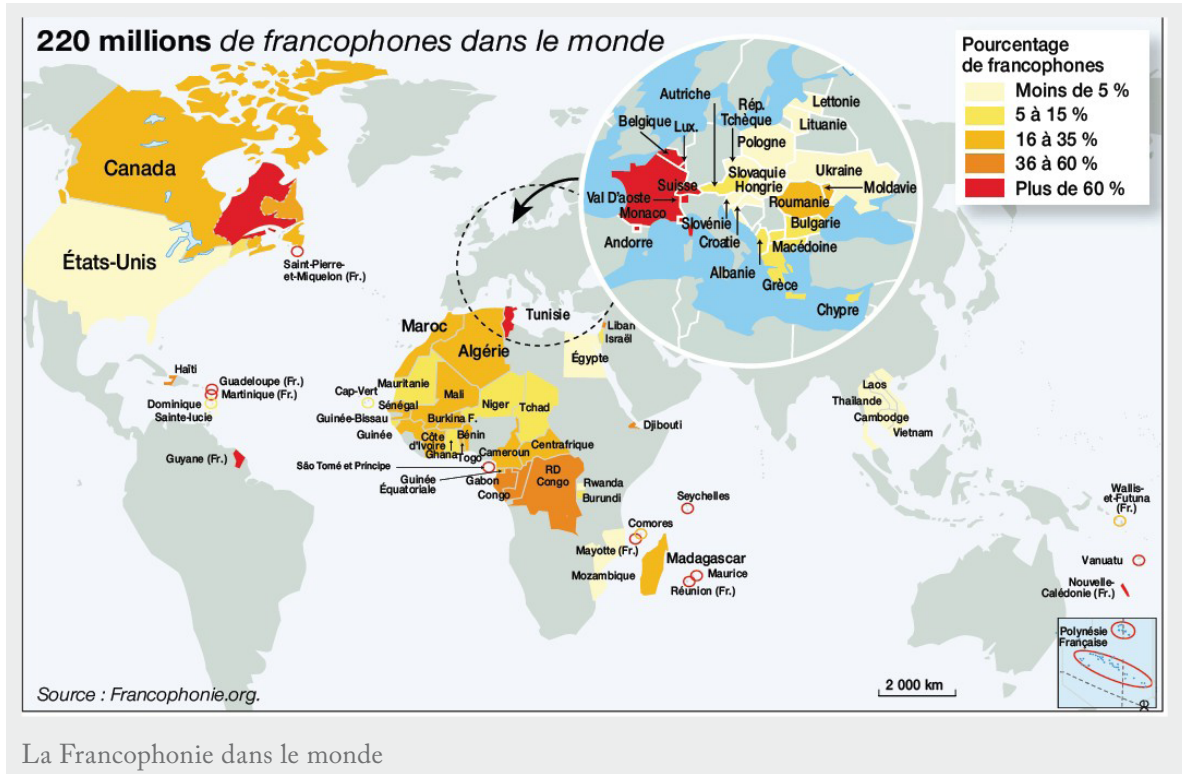 220 millions de francophones dans le monde
Pourcentage
de francophones
Moins de 5 %
5 à 15 %
16 à 35 %
36 à 60 %
Plus de 60 %
Autriche
Belgique
Lux.
Rép.
Tchèque
Pologne
Lettonie
Lituanie
Slovaquie
Hongrie
Ukraine
Moldavie
Suisse
Val D'aoste
Monaco
Roumanie
Bulgarie
Slovénie
Croatie
Macédoine
Andorre
Albanie
Grèce
Chypre
Canada
États-Unis
Saint-Pierre-
et-Miquelon (Fr.)
Maroc
Tunisie
Algérie
Liban
Israël
Égypte
Haïti
Guadeloupe (Fr.)
Martinique (Fr.)
Dominique
Sainte-lucie
Guyane (Fr.)
Cap-Vert
Mauritanie
Mali
Niger
Tchad
Sénégal
Guinée-Bissau
Burkina F.
Guinée
Côte
d'Ivoire
Bénin
Ghana
Togo
Cameroun
Centrafrique
Djibouti
São Tomé et Principe
Guinée
Équatoriale
Gabon
Congo
RD
Congo
Rwanda
Burundi
Seychelles
Comores
Mayotte (Fr.)
Madagascar
Mozambique
Maurice
Réunion (Fr.)
Laos
Thaïlande
Cambodge
Vietnam
Wallis-
et-Futuna
(Fr.)
Vanuatu
Nouvelle-
Calédonie (Fr.)
Polynésie
Française
Source : Francophonie.org.
2 000 km
La Francophonie dans le monde